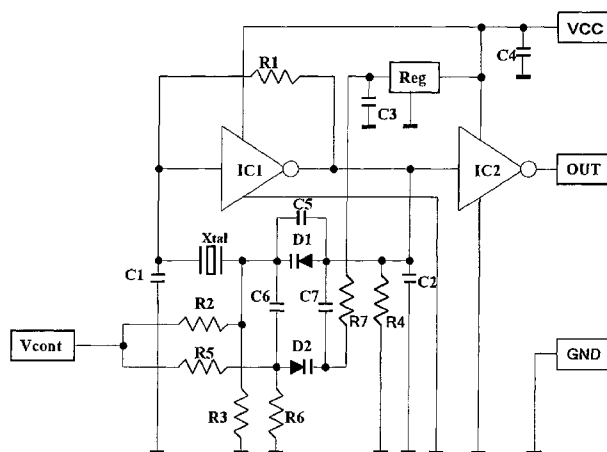 VCC
C4
R1
Reg
C3
IC1
IC2
OUT
C5
Xtal
D1
C1
C2
C6
C7
R2
R7
R4
Vcont
D2
R5
GND
R3
R6